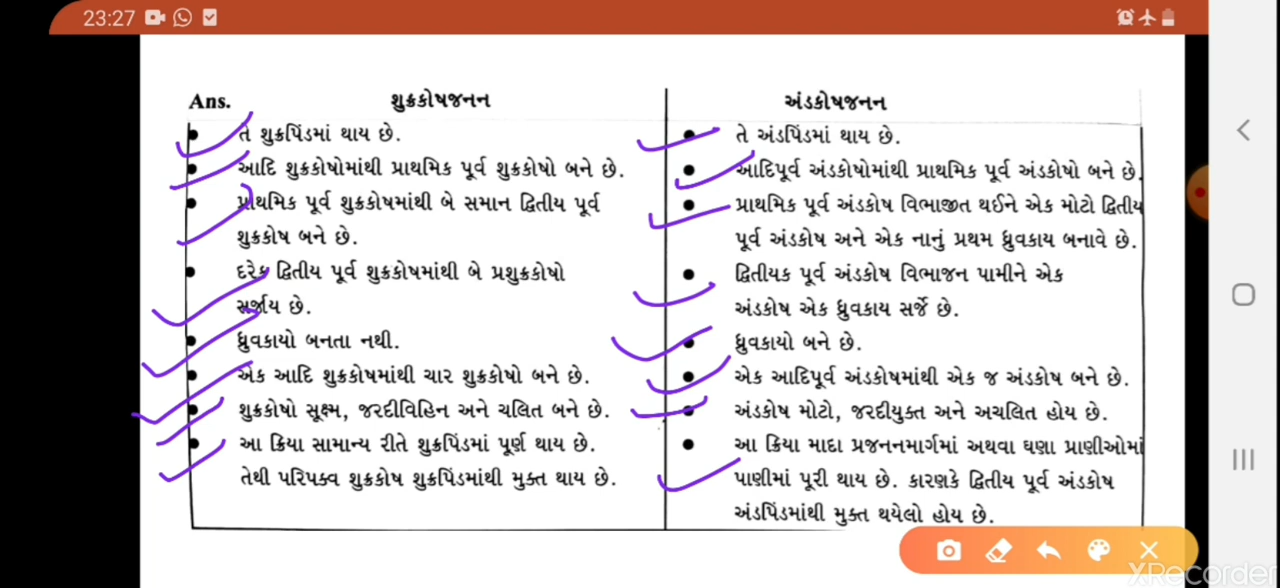 23:27
Ans. શુક્રકોષજનન
• તે શુક્રપિંડમાં થાય છે.
• આદિ શુક્રકોષોમાંથી પ્રાથમિક પૂર્વ શુક્રકોષો બને છે.
• પ્રાથમિક પૂર્વ શુક્રકોષમાંથી બે સમાન દ્વિતીય પૂર્વ
શુક્રકોષ બને છે.
• દરેક દ્વિતીય પૂર્વ શુક્રકોષમાંથી બે પ્રશુક્રકોષો
સર્જાય છે.
• ધ્રુવકાયો બનતા નથી.
• એક આદિ શુક્રકોષમાંથી ચાર શુક્રકોષો બને છે.
• શુક્રકોષો સૂક્ષ્મ, જરદીવિહિન અને ચલિત બને છે.
• આ ક્રિયા સામાન્ય રીતે શુક્રપિંડમાં પૂર્ણ થાય છે.
તેથી પરિપક્વ શુક્રકોષ શુક્રપિંડમાંથી મુક્ત થાય છે.
અંડકોષજનન
• તે અંડપિંડમાં થાય છે.
• આદિપૂર્વ અંડકોષોમાંથી પ્રાથમિક પૂર્વ અંડકોષો બને છે.
• પ્રાથમિક પૂર્વ અંડકોષ વિભાજીત થઈને એક મોટો દ્વિતીય
પૂર્વ અંડકોષ અને એક નાનું પ્રથમ ધ્રુવકાય બનાવે છે.
• દ્વિતીયક પૂર્વ અંડકોષ વિભાજન પામીને એક
અંડકોષ એક ધ્રુવકાય સર્જે છે.
• ધ્રુવકાયો બને છે.
• એક આદિપૂર્વ અંડકોષમાંથી એક જ અંડકોષ બને છે.
• અંડકોષ મોટો, જરદીયુક્ત અને અચલિત હોય છે.
• આ ક્રિયા માદા પ્રજનનમાર્ગમાં અથવા ઘણા પ્રાણીઓમાં
પાણીમાં પૂરી થાય છે. કારણકે દ્વિતીય પૂર્વ અંડકોષ
અંડપિંડમાંથી મુક્ત થયેલો હોય છે.
XRecorder